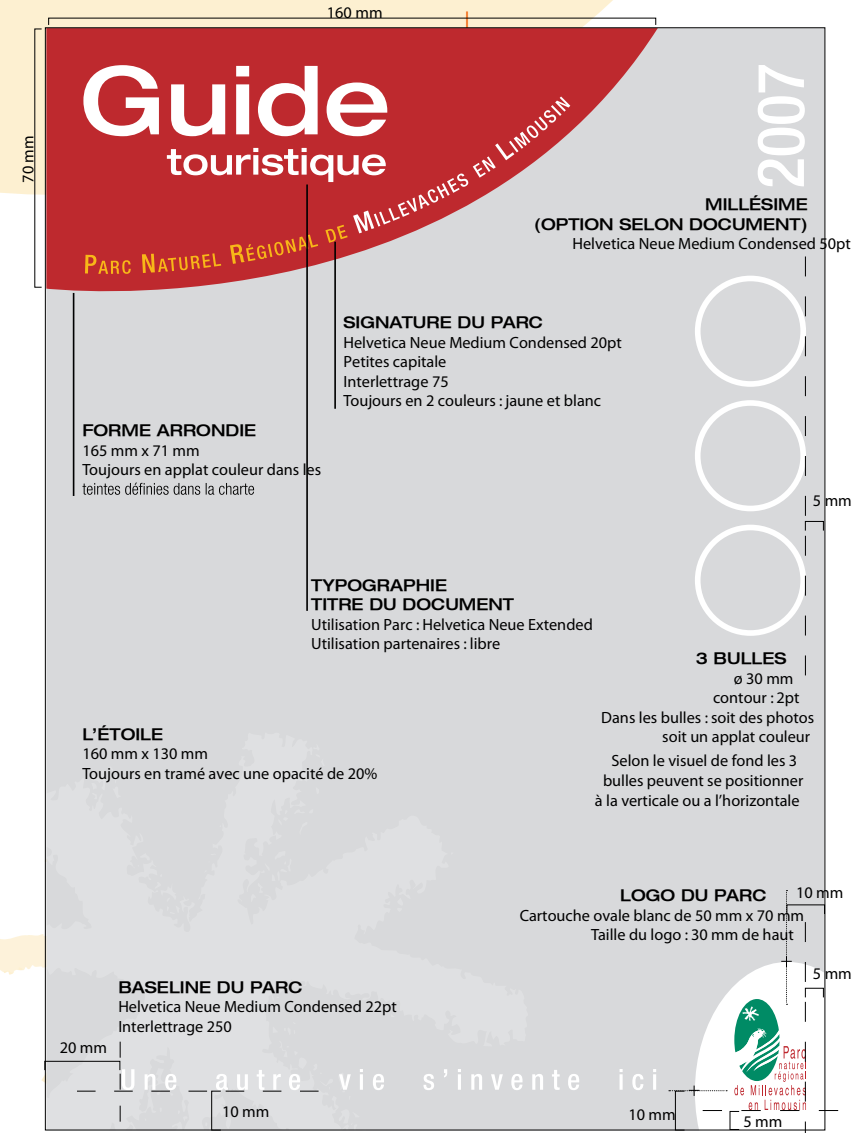 160 mm
70 mm
Guide
touristique
PARC NATUREL RÉGIONAL DE MILLEVACHES EN LIMOUSIN
2007
MILLÉSIME
(OPTION SELON DOCUMENT)
Helvetica Neue Medium Condensed 50pt
SIGNATURE DU PARC
Helvetica Neue Medium Condensed 20pt
Petites capitale
Interlettrage 75
Toujours en 2 couleurs : jaune et blanc
FORME ARRONDIE
165 mm x 71 mm
Toujours en applat couleur dans les
teintes définies dans la charte
5 mm
TYPOGRAPHIE
TITRE DU DOCUMENT
Utilisation Parc : Helvetica Neue Extended
Utilisation partenaires : libre
3 BULLES
ø 30 mm
contour : 2pt
Dans les bulles : soit des photos
soit un applat couleur
Selon le visuel de fond les 3
bulles peuvent se positionner
à la verticale ou a l'horizontale
L'ÉTOILE
160 mm x 130 mm
Toujours en tramé avec une opacité de 20%
LOGO DU PARC
Cartouche ovale blanc de 50 mm x 70 mm
Taille du logo : 30 mm de haut
10 mm
5 mm
BASELINE DU PARC
Helvetica Neue Medium Condensed 22pt
Interlettrage 250
20 mm
Une autre vie s'invente ici
10 mm
Parc
naturel
régional
de Millevaches
en Limousin
10 mm
5 mm